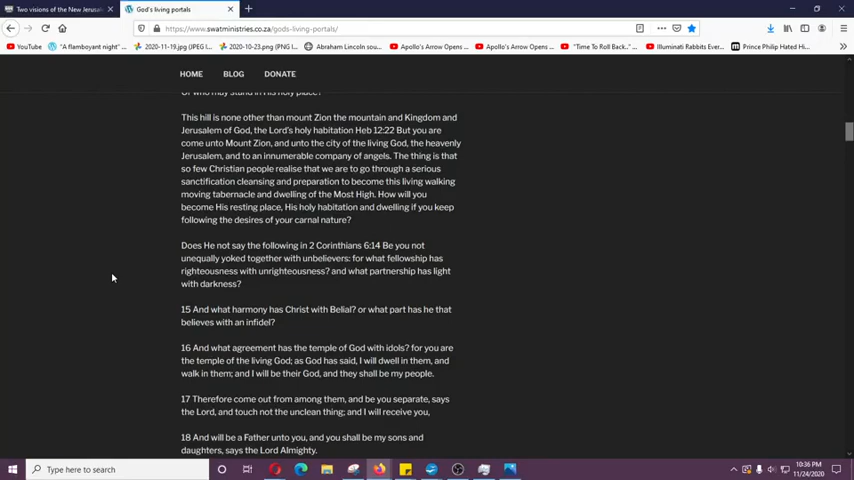 Two visions of the New Jerusal
God's living portals
https://www.swatministries.co.za/gods-living-portals/
YouTube
"A flamboyant night"
2020-11-19.jpg (JPEG I
2020-10-23.png (PNG I
Abraham Lincoln sou
Apollo's Arrow Opens
Apollo's Arrow Opens
"Time To Roll Back
Illuminati Rabbits Ever
Prince Philip Hated Hi
HOME BLOG DONATE
Or who may stand in His holy place?
This hill is none other than mount Zion the mountain and Kingdom and
Jerusalem of God, the Lord's holy habitation Heb 12:22 But you are
come unto Mount Zion, and unto the city of the living God, the heavenly
Jerusalem, and to an innumerable company of angels. The thing is that
so few Christian people realise that we are to go through a serious
sanctification cleansing and preparation to become this living walking
moving tabernacle and dwelling of the Most High. How will you
become His resting place, His holy habitation and dwelling if you keep
following the desires of your carnal nature?
Does He not say the following in 2 Corinthians 6:14 Be you not
unequally yoked together with unbelievers: for what fellowship has
righteousness with unrighteousness? and what partnership has light
with darkness?
15 And what harmony has Christ with Belial? or what part has he that
believes with an infidel?
16 And what agreement has the temple of God with idols? for you are
the temple of the living God; as God has said, I will dwell in them, and
walk in them; and I will be their God, and they shall be my people.
17 Therefore come out from among them, and be you separate, says
the Lord, and touch not the unclean thing; and I will receive you,
18 And will be a Father unto you, and you shall be my sons and
daughters, says the Lord Almighty.
Type here to search
10:36 PM
11/24/2020